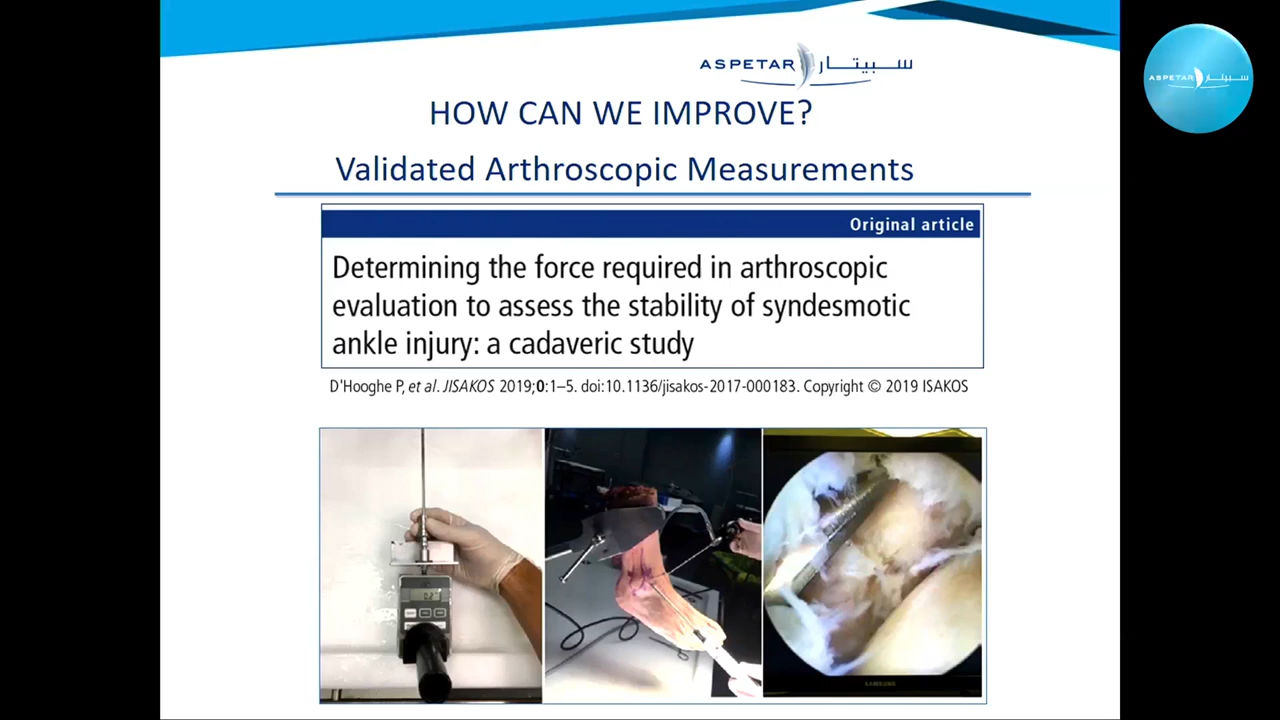 ASPETAR سبيتار
ASPETAR سبيتار
HOW CAN WE IMPROVE?
Validated Arthroscopic Measurements
Original article
Determining the force required in arthroscopic
evaluation to assess the stability of syndesmotic
ankle injury: a cadaveric study
D'Hooghe P, et al. JISAKOS 2019;0:1–5. doi:10.1136/jisakos-2017-000183. Copyright © 2019 ISAKOS
SAMSUNG